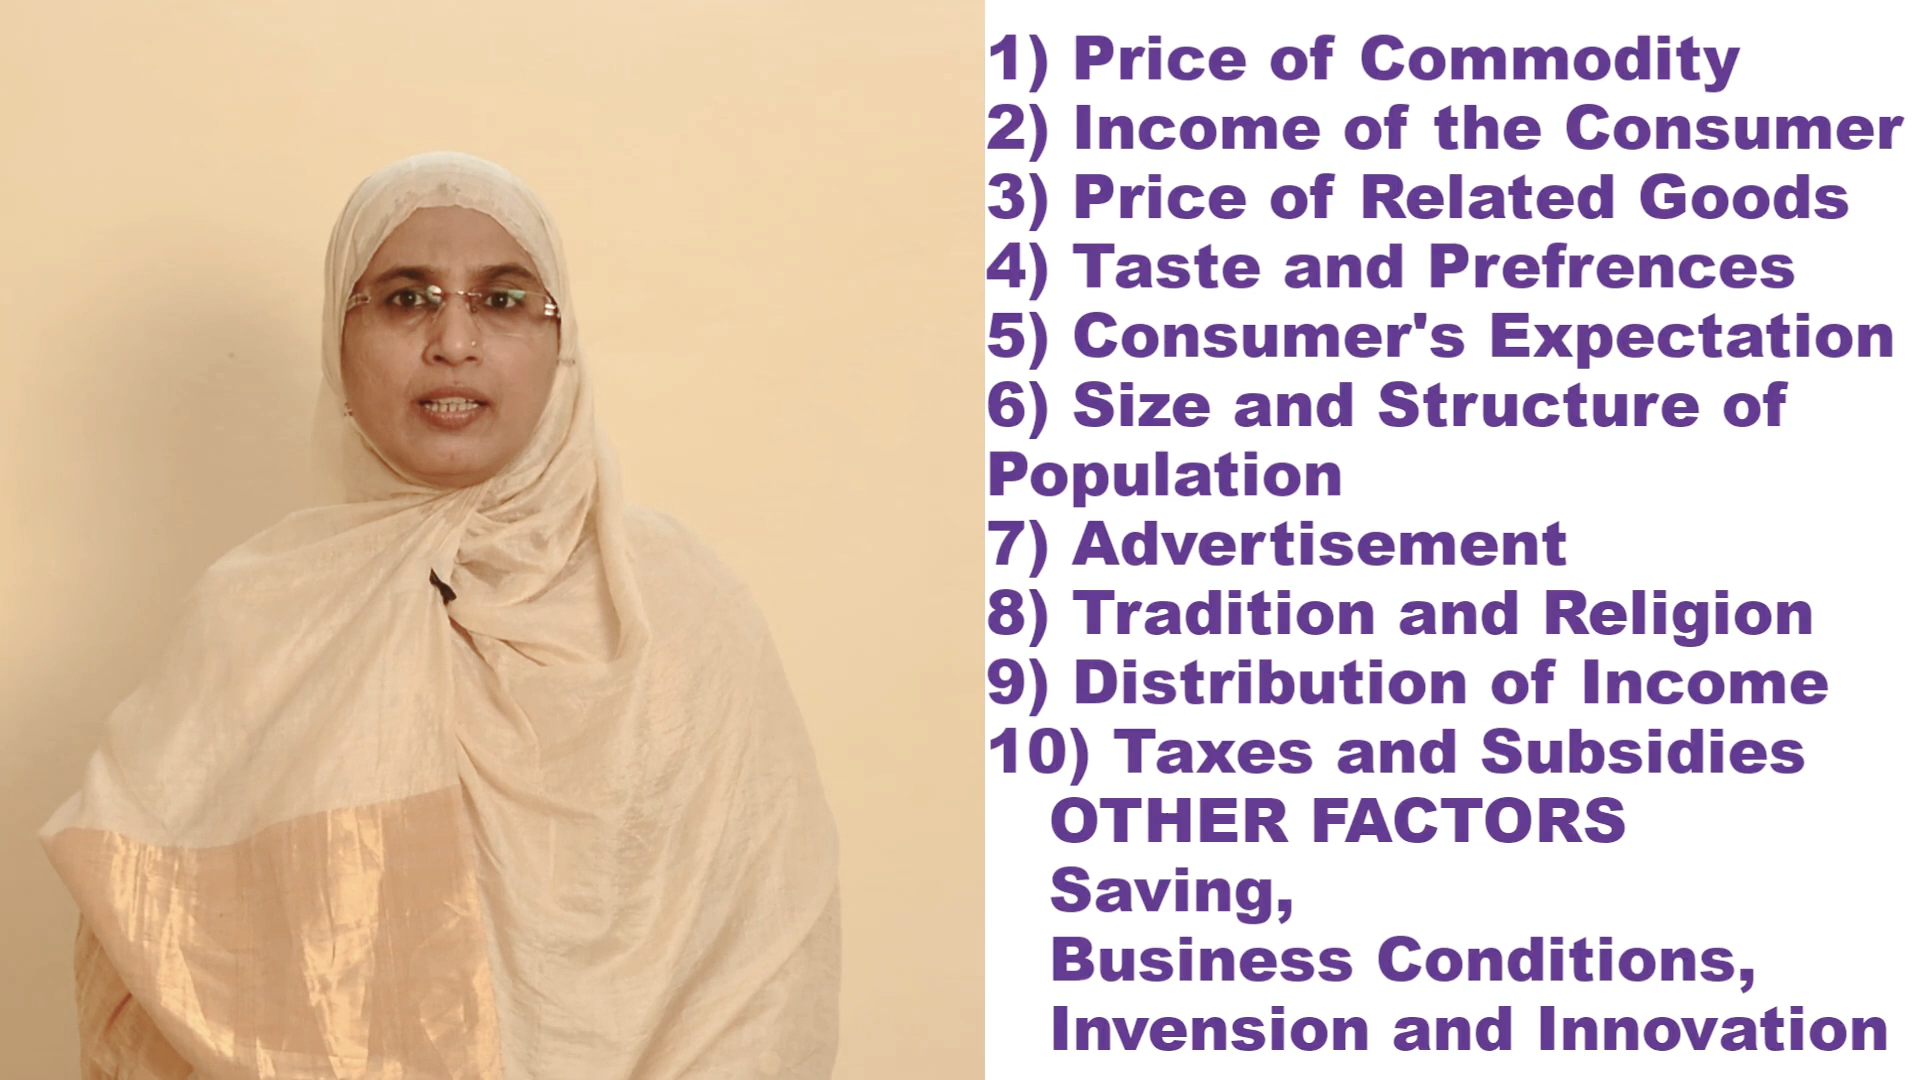 1) Price of Commodity
2) Income of the Consumer
3) Price of Related Goods
4) Taste and Prefrences
5) Consumer's Expectation
6) Size and Structure of
Population
7) Advertisement
8) Tradition and Religion
9) Distribution of Income
10) Taxes and Subsidies
OTHER FACTORS
Saving,
Business Conditions,
Invension and Innovation